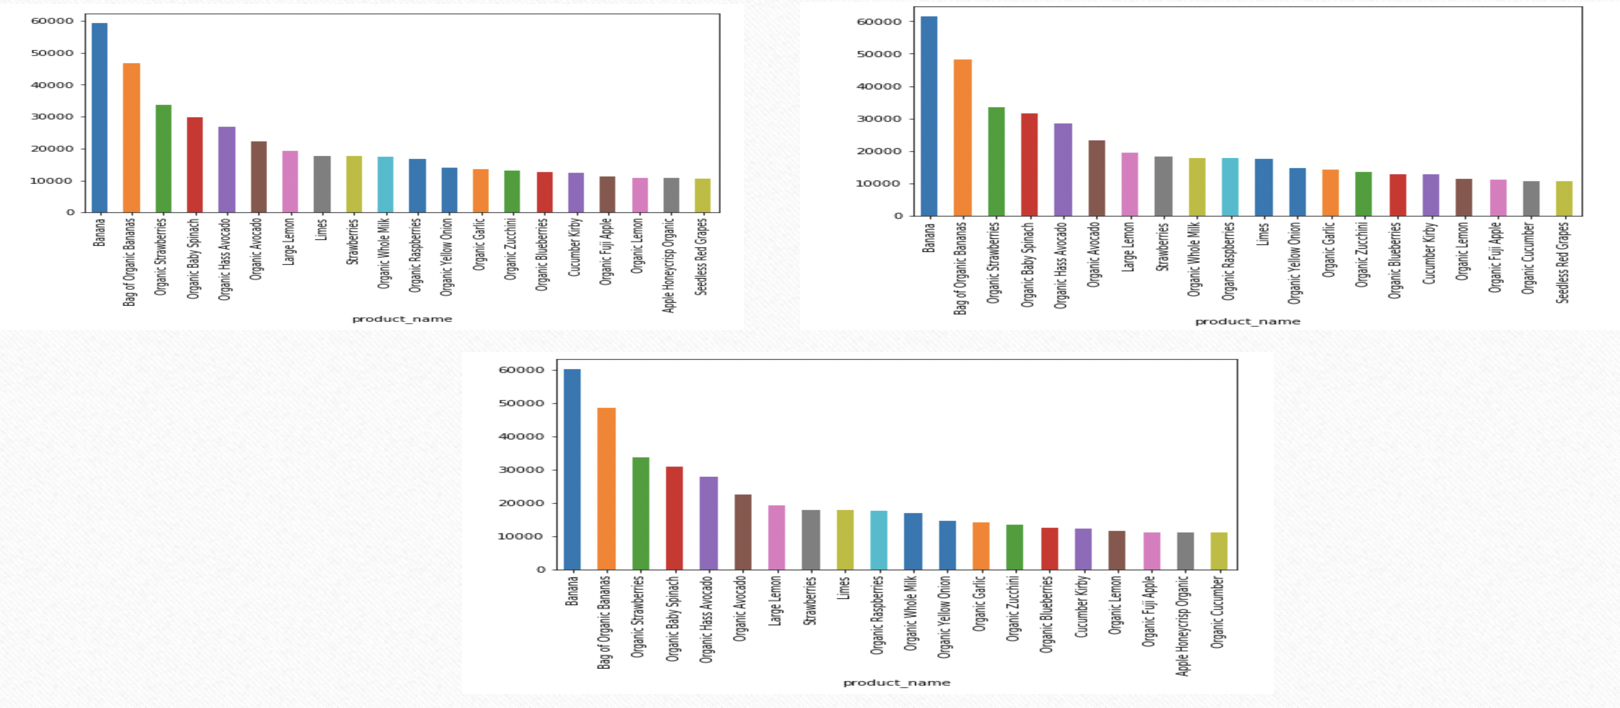 60000
50000
40000
30000
20000
10000
0
Banana
Bag of Organic Bananas
Organic Strawberries
Organic Baby Spinach
Organic Hass Avocado
Organic Avocado
Large Lemon
Limes
Strawberries
Organic Whole Milk
Organic Raspberries
Organic Yellow Onion
Organic Garlic
Organic Zucchini
Organic Blueberries
Cucumber Kirby
Organic Fuji Apple
Organic Lemon
Apple Honeycrisp Organic
Seedless Red Grapes
product_name
60000
50000
40000
30000
20000
10000
0
Banana
Bag of Organic Bananas
Organic Strawberries
Organic Baby Spinach
Organic Hass Avocado
Organic Avocado
Large Lemon
Strawberries
Organic Whole Milk
Organic Raspberries
Limes
Organic Yellow Onion
Organic Garlic
Organic Zucchini
Organic Blueberries
Cucumber Kirby
Organic Lemon
Organic Fuji Apple
Organic Cucumber
Seedless Red Grapes
product_name
60000
50000
40000
30000
20000
10000
0
Banana
Bag of Organic Bananas
Organic Strawberries
Organic Baby Spinach
Organic Hass Avocado
Organic Avocado
Large Lemon
Strawberries
Limes
Organic Raspberries
Organic Whole Milk
Organic Yellow Onion
Organic Garlic
Organic Zucchini
Organic Blueberries
Cucumber Kirby
Organic Lemon
Organic Fuji Apple
Apple Honeycrisp Organic
Organic Cucumber
product_name